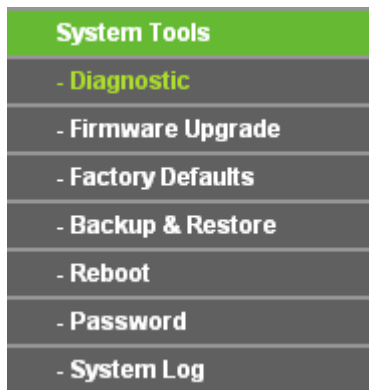 System Tools
- Diagnostic
- Firmware Upgrade
- Factory Defaults
- Backup & Restore
- Reboot
- Password
- System Log